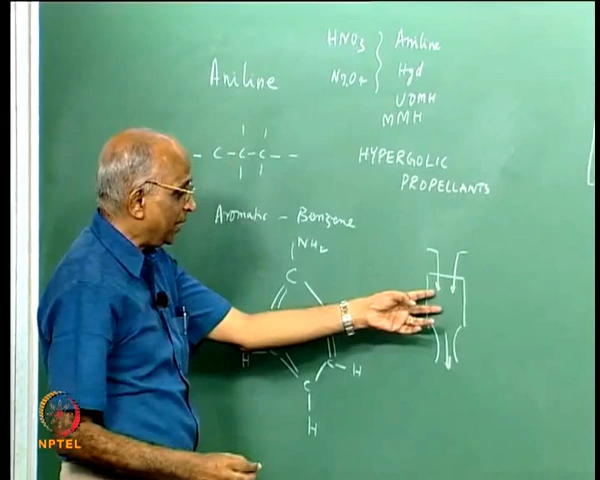 HNO3 } Aniline
N2O4 } Hyd
UDMH
MMH
Aniline
- C - C - C - -
HYPERGOLIC
PROPELLANTS
Aromatic - Benzene
NH2
C
H
C H
C
H
NPTEL